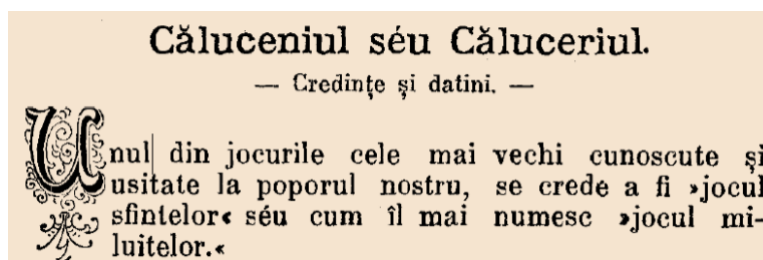 Căluceniul séu Căluceriul.
— Credințe și datini. —
Unul din jocurile cele mai vechi cunoscute și
usitate la poporul nostru, se crede a fi »jocul
sfintelor« séu cum îl mai numesc »jocul mi-
luitelor.«